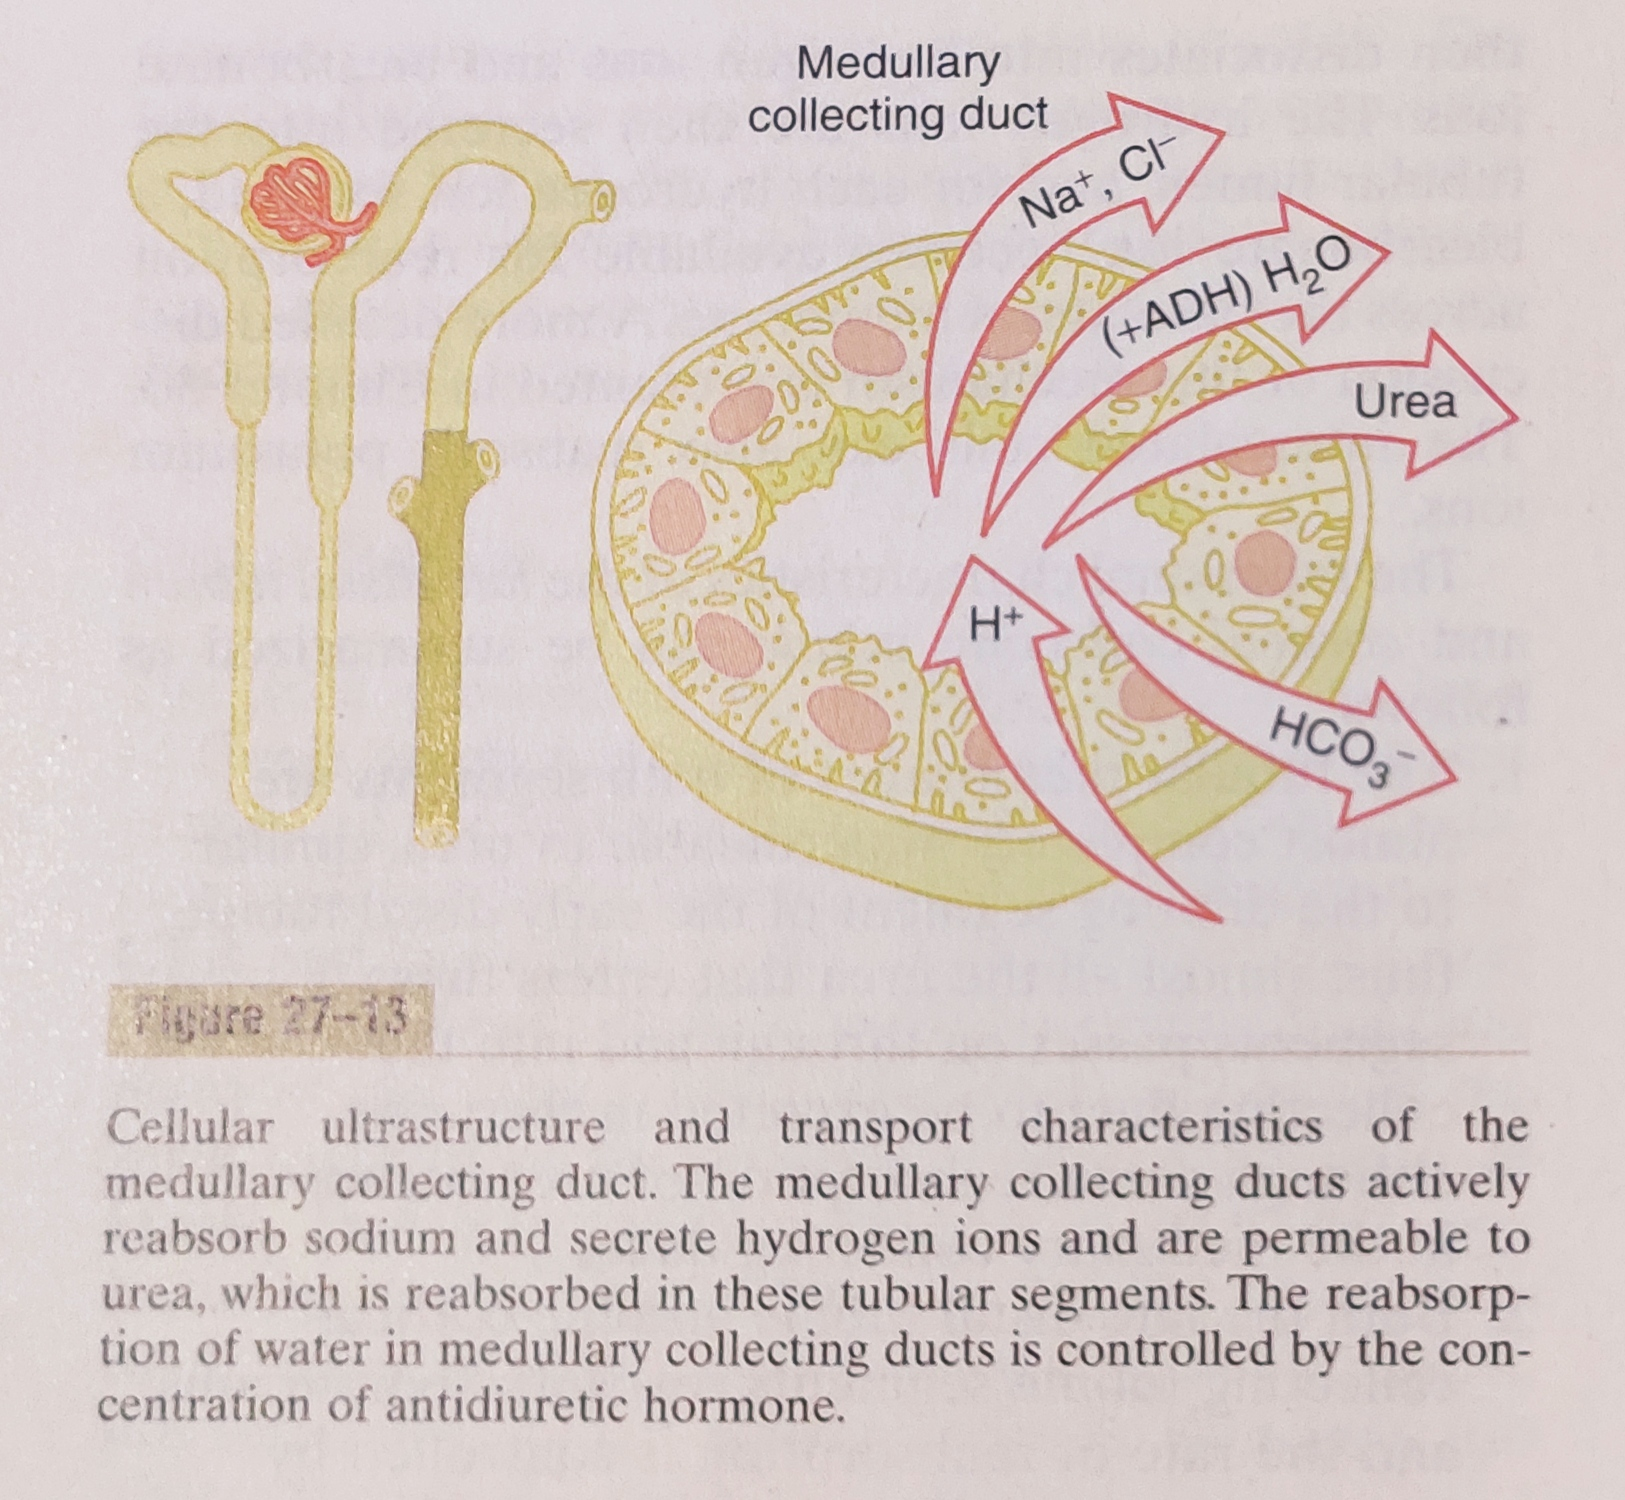 Medullary
collecting duct
Na⁺, Cl⁻
(+ADH) H₂O
Urea
H⁺
HCO₃⁻
Figure 27–13
Cellular ultrastructure and transport characteristics of the
medullary collecting duct. The medullary collecting ducts actively
reabsorb sodium and secrete hydrogen ions and are permeable to
urea, which is reabsorbed in these tubular segments. The reabsorp-
tion of water in medullary collecting ducts is controlled by the con-
centration of antidiuretic hormone.